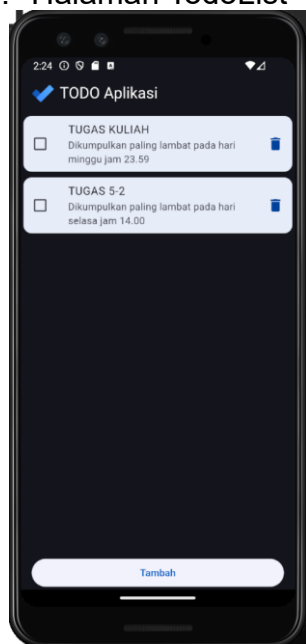 . Halaman TodoList
2:24
TODO Aplikasi
TUGAS KULIAH
Dikumpulkan paling lambat pada hari
minggu jam 23.59
TUGAS 5-2
Dikumpulkan paling lambat pada hari
selasa jam 14.00
Tambah